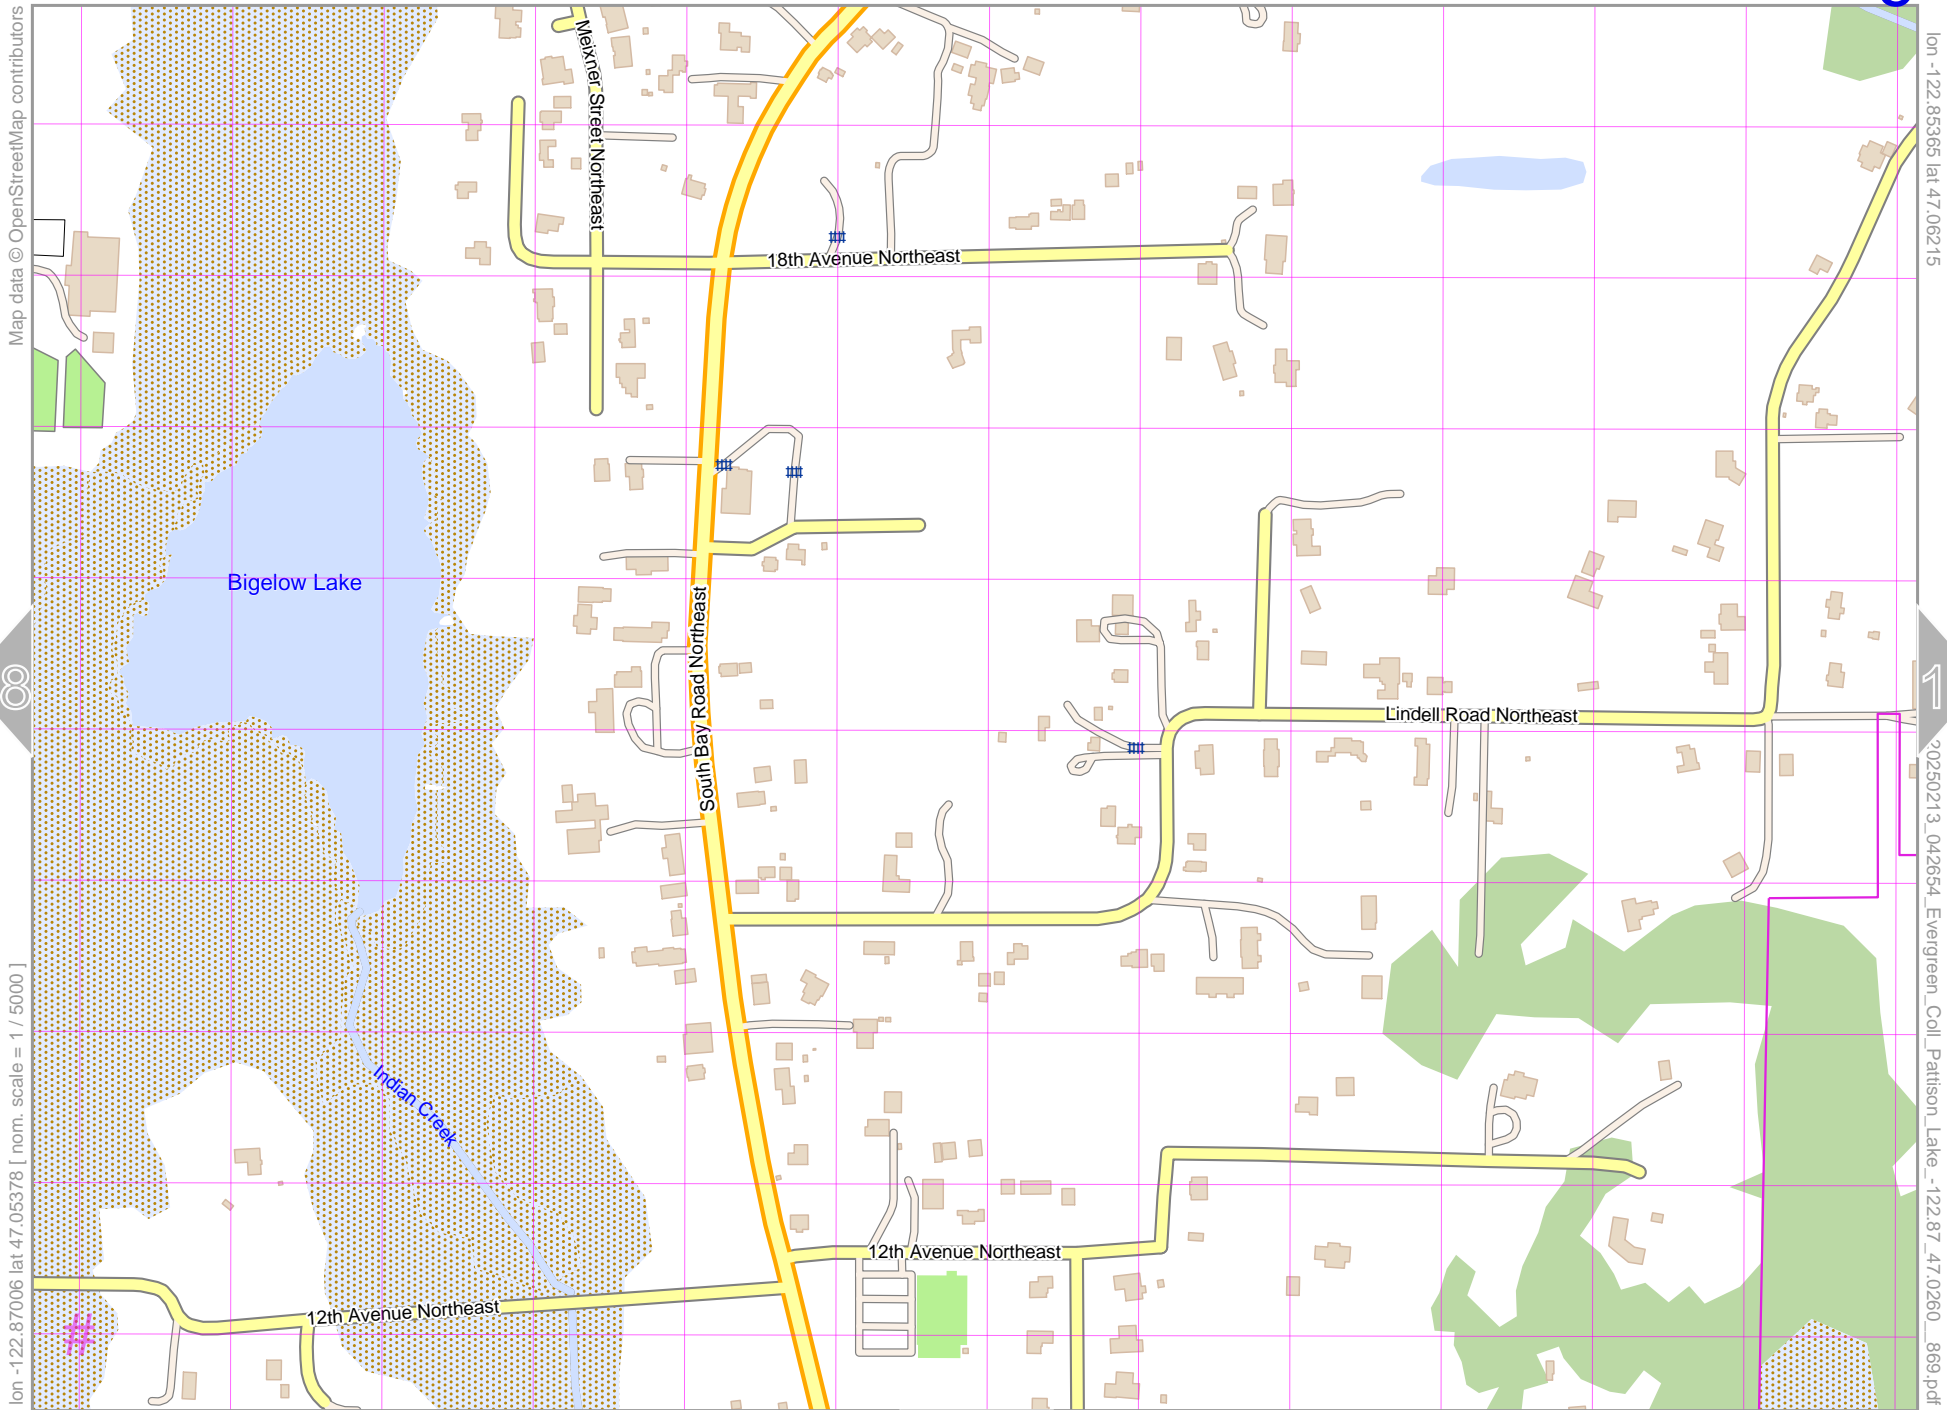 Map data © OpenStreetMap contributors
lon -122.85365 lat 47.06215
Meixner Street Northeast
18th Avenue Northeast
Bigelow Lake
South Bay Road Northeast
Lindell Road Northeast
8
1
Indian Creek
12th Avenue Northeast
12th Avenue Northeast
#
lon -122.87006 lat 47.05378 [ nom. scale = 1 / 5000 ]
20250213_042654_Evergreen_Coll_Pattison_Lake_-122.87_47.0260__869.pdf